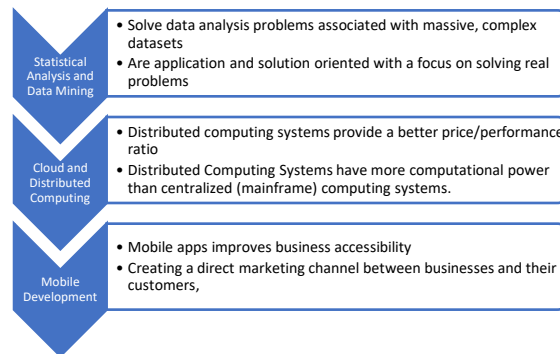 Statistical
Analysis and
Data Mining
• Solve data analysis problems associated with massive, complex
datasets
• Are application and solution oriented with a focus on solving real
problems
Cloud and
Distributed
Computing
• Distributed computing systems provide a better price/performance
ratio
• Distributed Computing Systems have more computational power
than centralized (mainframe) computing systems.
Mobile
Development
• Mobile apps improves business accessibility
• Creating a direct marketing channel between businesses and their
customers,